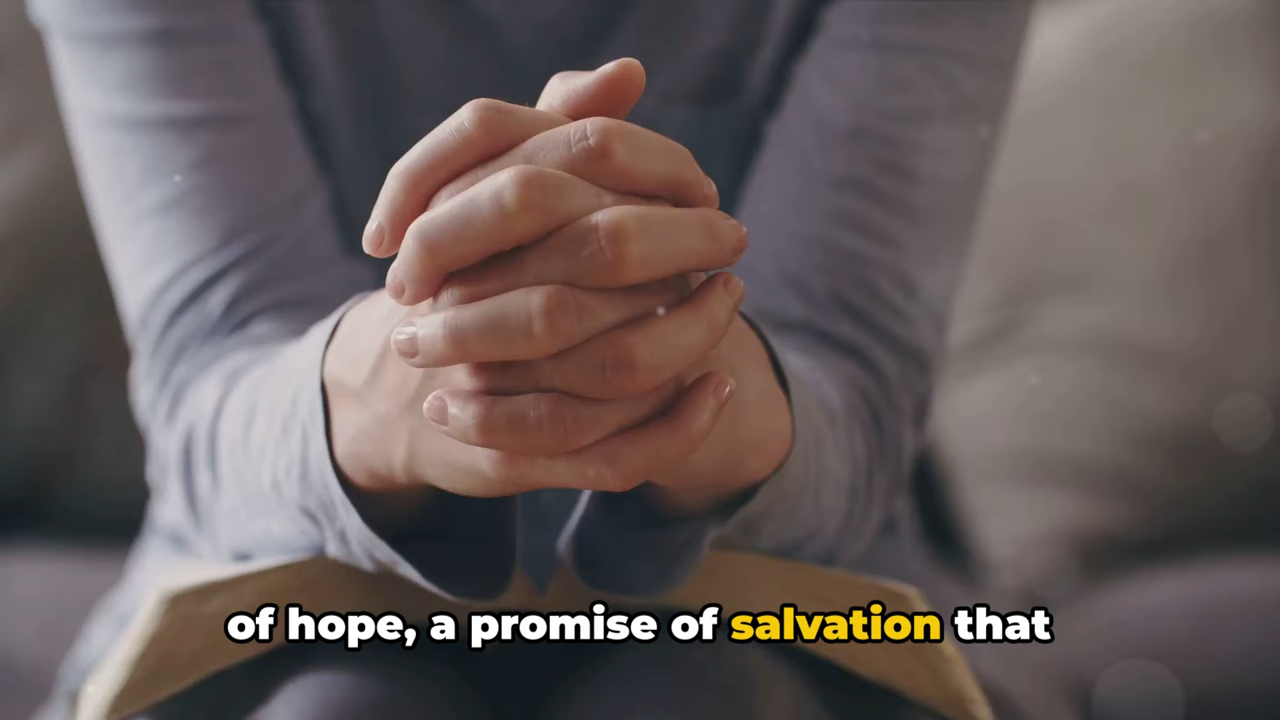 of hope, a promise of salvation that